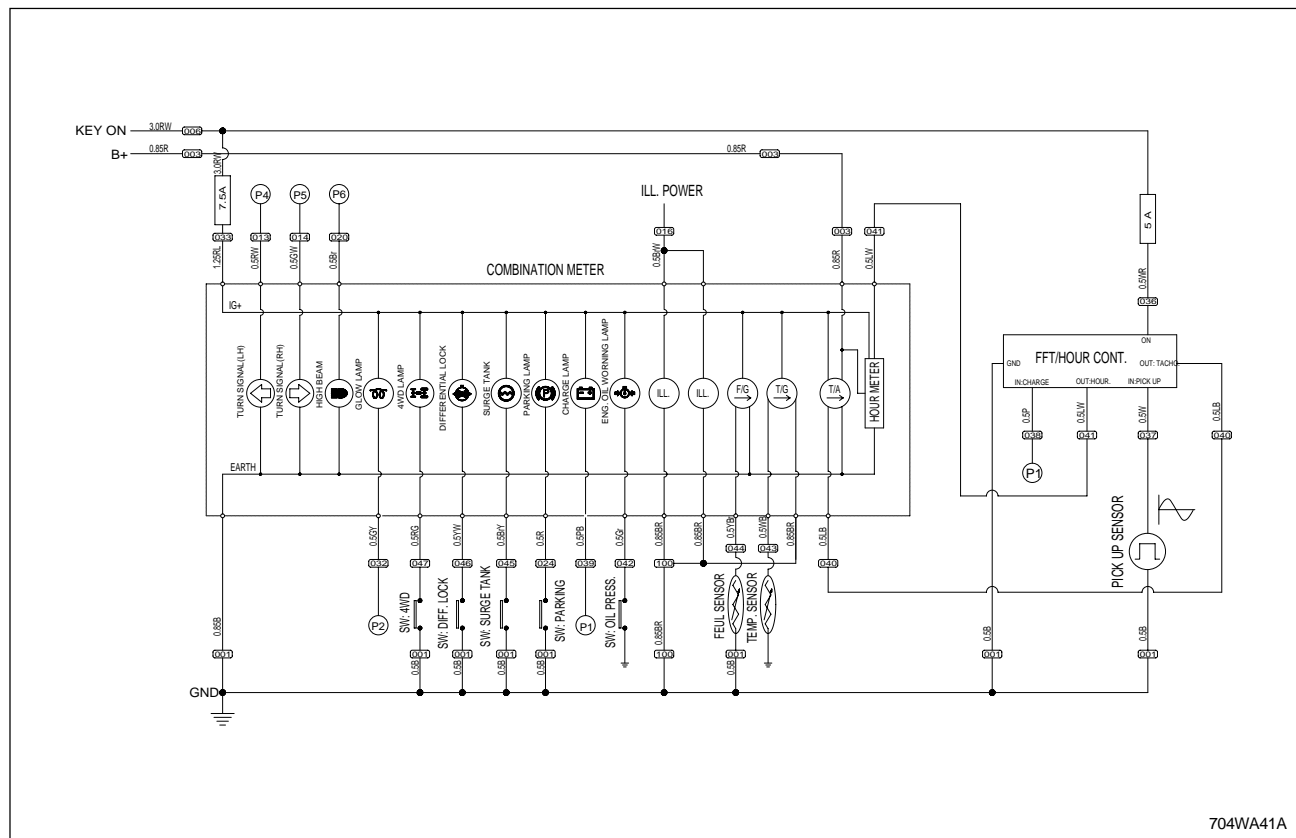 KEY ON 3.0RW 006
B+ 0.85R 003 0.85R 003
3.0RW
7.5A
P4 P5 P6
ILL. POWER
5 A
033 013 014 020 016 003 041
1.25RL 0.5RW 0.5GW 0.5Br 0.5BrW 0.85R 0.5LW 0.5WR
036
COMBINATION METER
IG+
ON
GND FFT/HOUR CONT. OUT: TACHO.
IN:CHARGE OUT:HOUR. IN:PICK UP
TURN SIGNAL(LH)
TURN SIGNAL(RH)
HIGH BEAM
GLOW LAMP
4WD LAMP
DIFFERENTIAL LOCK
SURGE TANK
PARKING LAMP
CHARGE LAMP
ENG. OIL WORNING LAMP
P
ILL. ILL. F/G T/G T/A
HOUR METER
0.5P 0.5LW 0.5W 0.5LB
038 041 037 040
P1
EARTH
PICK UP SENSOR
0.5GY 0.5RG 0.5YW 0.5BrY 0.5R 0.5PB 0.5Gr 0.85BR 0.85BR 0.5YB 0.5WB 0.85BR 0.5LB
044 043
032 047 046 045 024 039 042 100 040
P2
SW: 4WD
SW: DIFF. LOCK
SW: SURGE TANK
SW: PARKING
P1
SW: OIL PRESS.
FEUL SENSOR
TEMP. SENSOR
0.85B 0.85BR 0.5B 0.5B
001 001 001 001 001 100 001 001 001
0.5B 0.5B 0.5B 0.5B 0.5B
GND
704WA41A